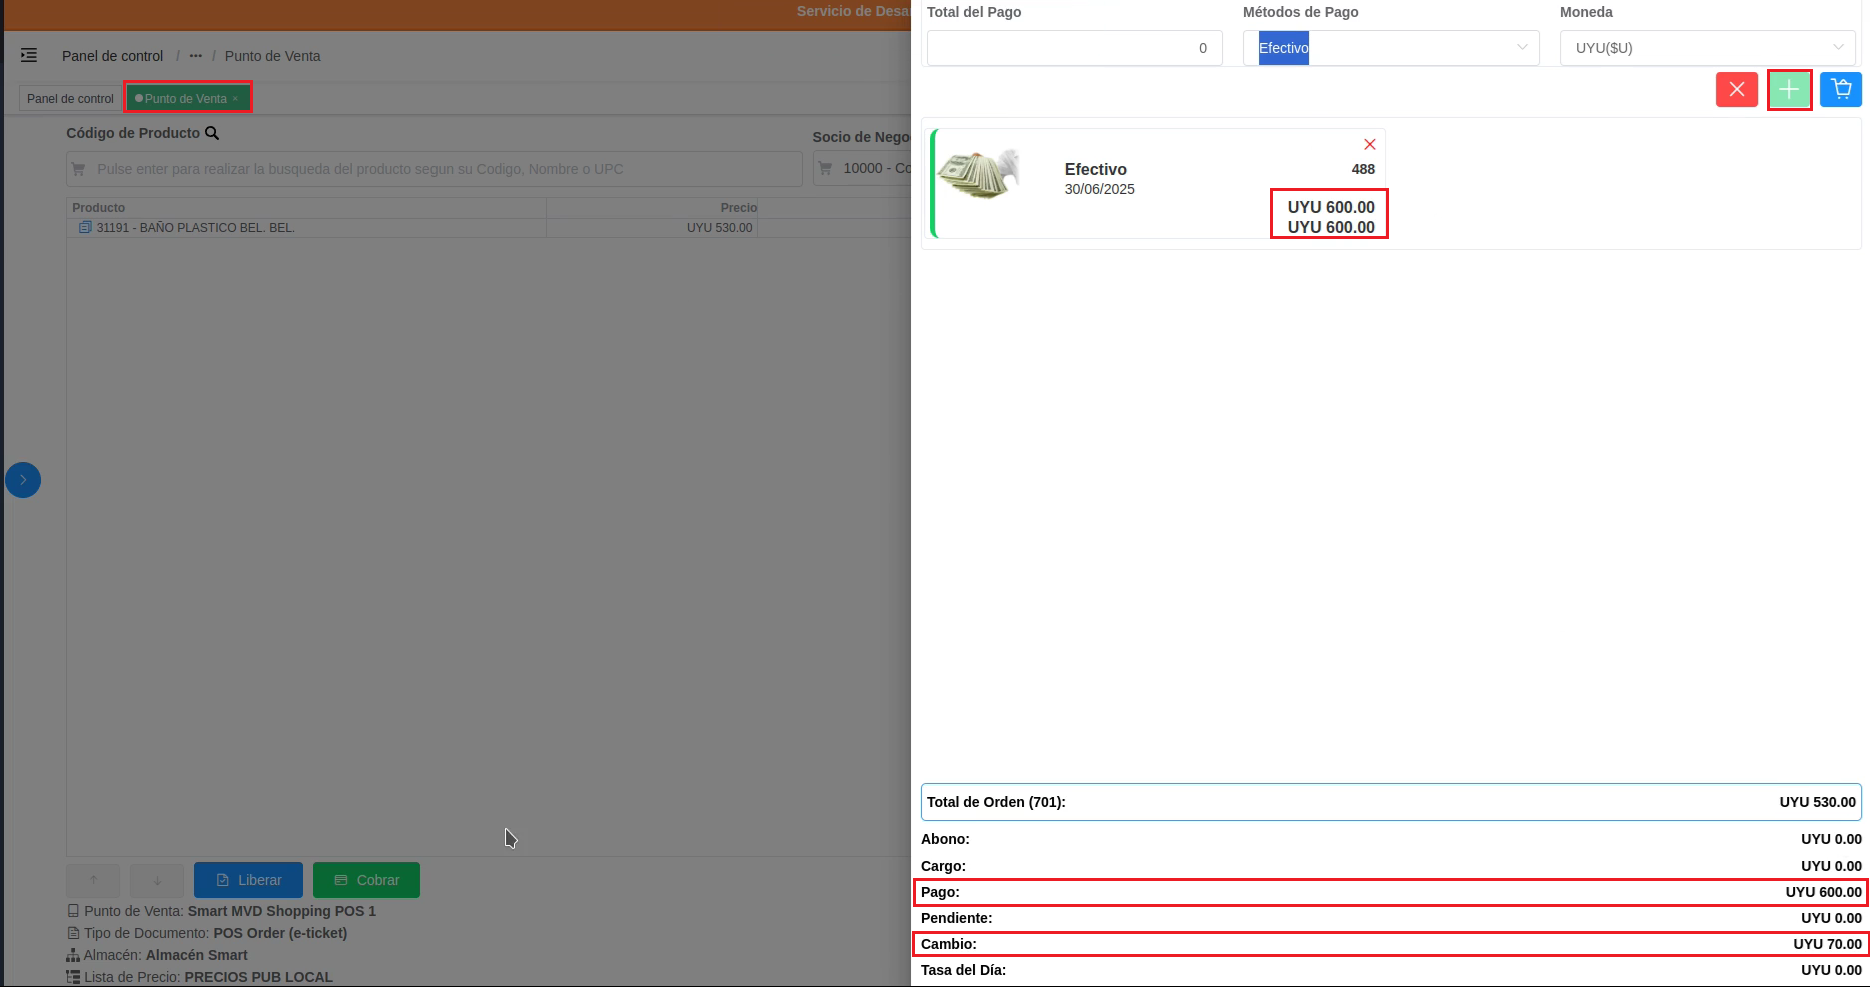 Servicio de Desa
Panel de control / ••• / Punto de Venta
Panel de control
Punto de Venta ×
Código de Producto
Pulse enter para realizar la busqueda del producto segun su Codigo, Nombre o UPC
Socio de Nego
10000 - Co
Producto Precio
31191 - BAÑO PLASTICO BEL. BEL. UYU 530.00
Liberar
Cobrar
Punto de Venta: Smart MVD Shopping POS 1
Tipo de Documento: POS Order (e-ticket)
Almacén: Almacén Smart
Lista de Precio: PRECIOS PUB LOCAL
Total del Pago Métodos de Pago Moneda
0 Efectivo UYU($U)
Efectivo 488
30/06/2025
UYU 600.00
UYU 600.00
Total de Orden (701): UYU 530.00
Abono: UYU 0.00
Cargo: UYU 0.00
Pago: UYU 600.00
Pendiente: UYU 0.00
Cambio: UYU 70.00
Tasa del Día: UYU 0.00